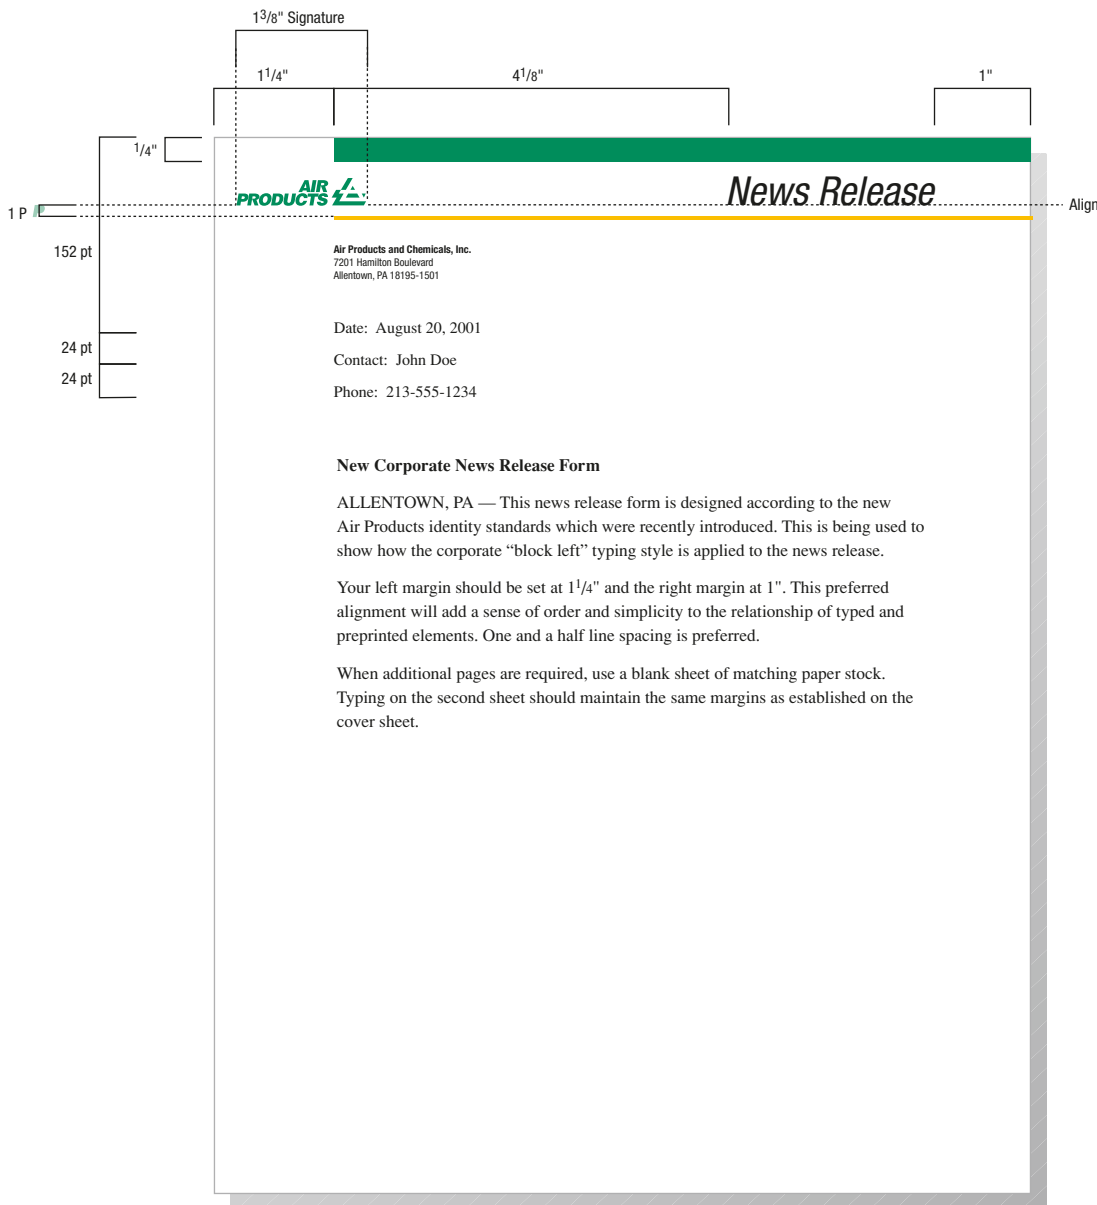 1 3/8" Signature
1 1/4"
4 1/8"
1"
1/4"
AIR
PRODUCTS
News Release
1 P
Align
152 pt
Air Products and Chemicals, Inc.
7201 Hamilton Boulevard
Allentown, PA 18195-1501
Date: August 20, 2001
24 pt
Contact: John Doe
24 pt
Phone: 213-555-1234
New Corporate News Release Form
ALLENTOWN, PA — This news release form is designed according to the new
Air Products identity standards which were recently introduced. This is being used to
show how the corporate “block left” typing style is applied to the news release.
Your left margin should be set at 1 1/4" and the right margin at 1". This preferred
alignment will add a sense of order and simplicity to the relationship of typed and
preprinted elements. One and a half line spacing is preferred.
When additional pages are required, use a blank sheet of matching paper stock.
Typing on the second sheet should maintain the same margins as established on the
cover sheet.